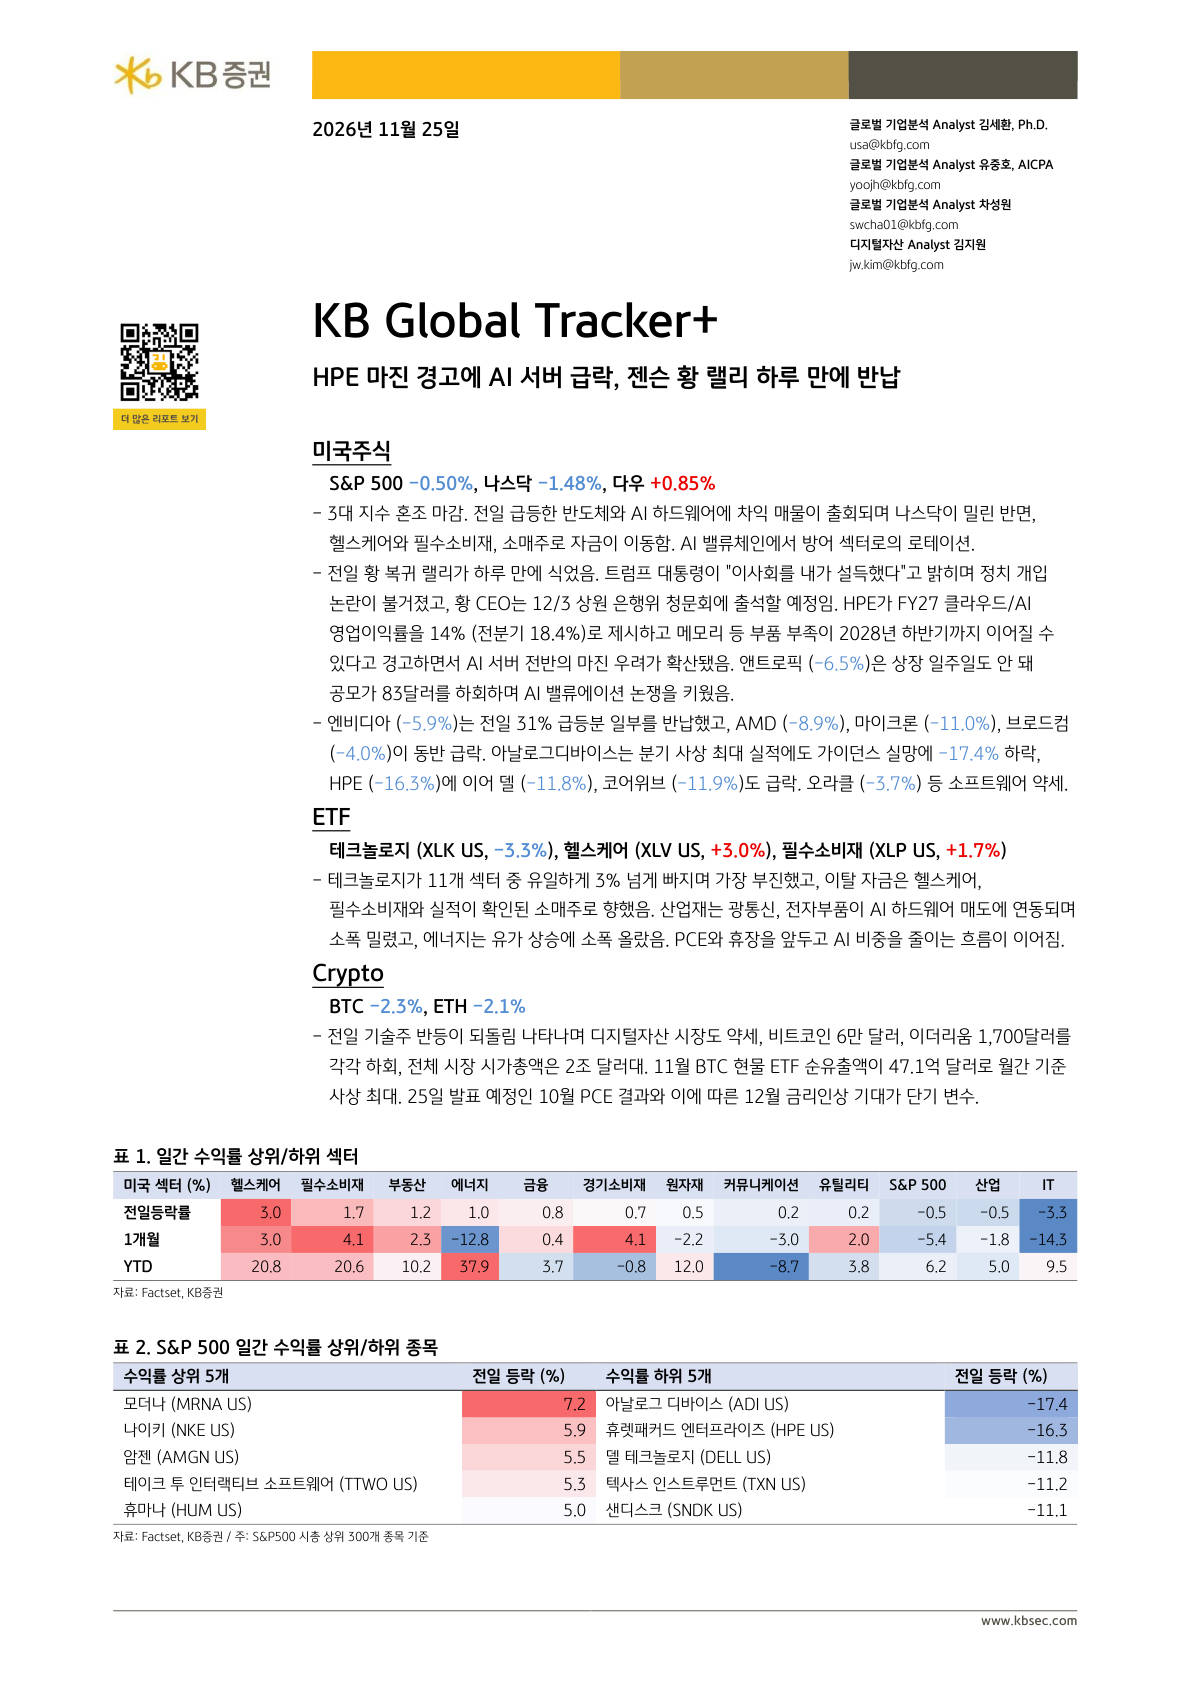 KB증권
2026년 11월 25일
글로벌 기업분석 Analyst 김세환, Ph.D.
usa@kbfg.com
글로벌 기업분석 Analyst 유중호, AICPA
yoojh@kbfg.com
글로벌 기업분석 Analyst 차성원
swcha01@kbfg.com
디지털자산 Analyst 김지원
jw.kim@kbfg.com
더 많은 리포트 보기
KB Global Tracker+
HPE 마진 경고에 AI 서버 급락, 젠슨 황 랠리 하루 만에 반납
미국주식
S&P 500 -0.50%, 나스닥 -1.48%, 다우 +0.85%
- 3대 지수 혼조 마감. 전일 급등한 반도체와 AI 하드웨어에 차익 매물이 출회되며 나스닥이 밀린 반면,
헬스케어와 필수소비재, 소매주로 자금이 이동함. AI 밸류체인에서 방어 섹터로의 로테이션.
- 전일 황 복귀 랠리가 하루 만에 식었음. 트럼프 대통령이 "이사회를 내가 설득했다"고 밝히며 정치 개입
논란이 불거졌고, 황 CEO는 12/3 상원 은행위 청문회에 출석할 예정임. HPE가 FY27 클라우드/AI
영업이익률을 14% (전분기 18.4%)로 제시하고 메모리 등 부품 부족이 2028년 하반기까지 이어질 수
있다고 경고하면서 AI 서버 전반의 마진 우려가 확산됐음. 앤트로픽 (-6.5%)은 상장 일주일도 안 돼
공모가 83달러를 하회하며 AI 밸류에이션 논쟁을 키웠음.
- 엔비디아 (-5.9%)는 전일 31% 급등분 일부를 반납했고, AMD (-8.9%), 마이크론 (-11.0%), 브로드컴
(-4.0%)이 동반 급락. 아날로그디바이스는 분기 사상 최대 실적에도 가이던스 실망에 -17.4% 하락,
HPE (-16.3%)에 이어 델 (-11.8%), 코어위브 (-11.9%)도 급락. 오라클 (-3.7%) 등 소프트웨어 약세.
ETF
테크놀로지 (XLK US, -3.3%), 헬스케어 (XLV US, +3.0%), 필수소비재 (XLP US, +1.7%)
- 테크놀로지가 11개 섹터 중 유일하게 3% 넘게 빠지며 가장 부진했고, 이탈 자금은 헬스케어,
필수소비재와 실적이 확인된 소매주로 향했음. 산업재는 광통신, 전자부품이 AI 하드웨어 매도에 연동되며
소폭 밀렸고, 에너지는 유가 상승에 소폭 올랐음. PCE와 휴장을 앞두고 AI 비중을 줄이는 흐름이 이어짐.
Crypto
BTC -2.3%, ETH -2.1%
- 전일 기술주 반등이 되돌림 나타나며 디지털자산 시장도 약세, 비트코인 6만 달러, 이더리움 1,700달러를
각각 하회, 전체 시장 시가총액은 2조 달러대. 11월 BTC 현물 ETF 순유출액이 47.1억 달러로 월간 기준
사상 최대. 25일 발표 예정인 10월 PCE 결과와 이에 따른 12월 금리인상 기대가 단기 변수.
표 1. 일간 수익률 상위/하위 섹터
미국 섹터 (%) 헬스케어 필수소비재 부동산 에너지 금융 경기소비재 원자재 커뮤니케이션 유틸리티 S&P 500 산업 IT
전일등락률 3.0 1.7 1.2 1.0 0.8 0.7 0.5 0.2 0.2 -0.5 -0.5 -3.3
1개월 3.0 4.1 2.3 -12.8 0.4 4.1 -2.2 -3.0 2.0 -5.4 -1.8 -14.3
YTD 20.8 20.6 10.2 37.9 3.7 -0.8 12.0 -8.7 3.8 6.2 5.0 9.5
자료: Factset, KB증권
표 2. S&P 500 일간 수익률 상위/하위 종목
수익률 상위 5개 전일 등락 (%) 수익률 하위 5개 전일 등락 (%)
모더나 (MRNA US) 7.2 아날로그 디바이스 (ADI US) -17.4
나이키 (NKE US) 5.9 휴렛패커드 엔터프라이즈 (HPE US) -16.3
암젠 (AMGN US) 5.5 델 테크놀로지 (DELL US) -11.8
테이크 투 인터랙티브 소프트웨어 (TTWO US) 5.3 텍사스 인스트루먼트 (TXN US) -11.2
휴마나 (HUM US) 5.0 샌디스크 (SNDK US) -11.1
자료: Factset, KB증권 / 주: S&P500 시총 상위 300개 종목 기준
www.kbsec.com